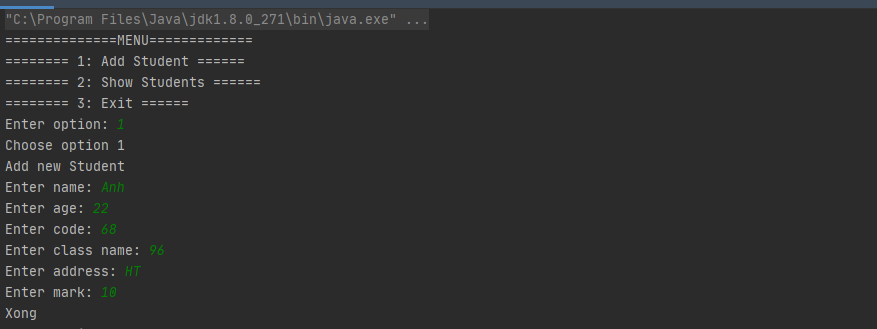 "C:\Program Files\Java\jdk1.8.0_271\bin\java.exe" ...
==============MENU=============
======== 1: Add Student ======
======== 2: Show Students ======
======== 3: Exit ======
Enter option: 1
Choose option 1
Add new Student
Enter name: Anh
Enter age: 22
Enter code: 68
Enter class name: 96
Enter address: HT
Enter mark: 10
Xong